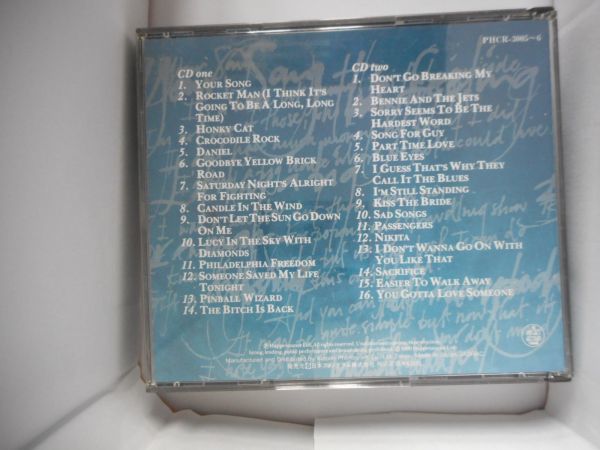 PHCR-3005~6
CD one
1. YOUR SONG
2. ROCKET MAN (I THINK IT'S
GOING TO BE A LONG, LONG
TIME)
3. HONKY CAT
4. CROCODILE ROCK
5. DANIEL
6. GOODBYE YELLOW BRICK
ROAD
7. SATURDAY NIGHT'S ALRIGHT
FOR FIGHTING
8. CANDLE IN THE WIND
9. DON'T LET THE SUN GO DOWN
ON ME
10. LUCY IN THE SKY WITH
DIAMONDS
11. PHILADELPHIA FREEDOM
12. SOMEONE SAVED MY LIFE
TONIGHT
13. PINBALL WIZARD
14. THE BITCH IS BACK
CD two
1. DON'T GO BREAKING MY
HEART
2. BENNIE AND THE JETS
3. SORRY SEEMS TO BE THE
HARDEST WORD
4. SONG FOR GUY
5. PART TIME LOVE
6. BLUE EYES
7. I GUESS THAT'S WHY THEY
CALL IT THE BLUES
8. I'M STILL STANDING
9. KISS THE BRIDE
10. SAD SONGS
11. PASSENGERS
12. NIKITA
13. I DON'T WANNA GO ON WITH
YOU LIKE THAT
14. SACRIFICE
15. EASIER TO WALK AWAY
16. YOU GOTTA LOVE SOMEONE